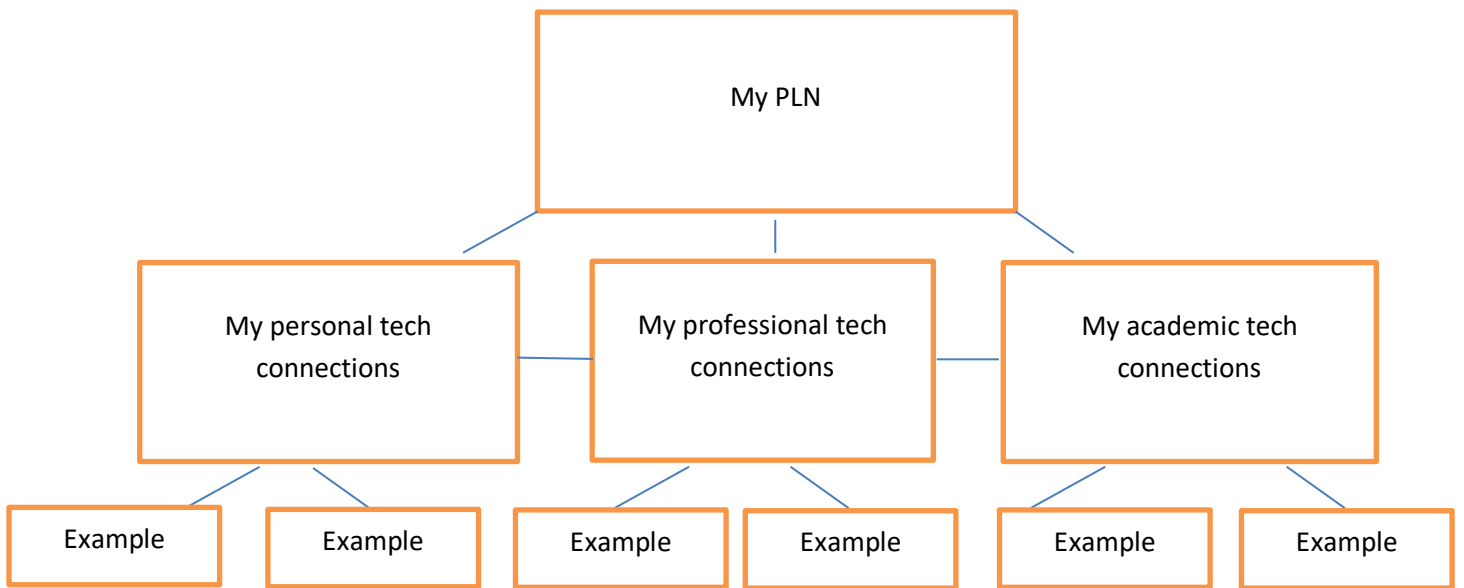 My PLN
My personal tech
connections
My professional tech
connections
My academic tech
connections
Example
Example
Example
Example
Example
Example